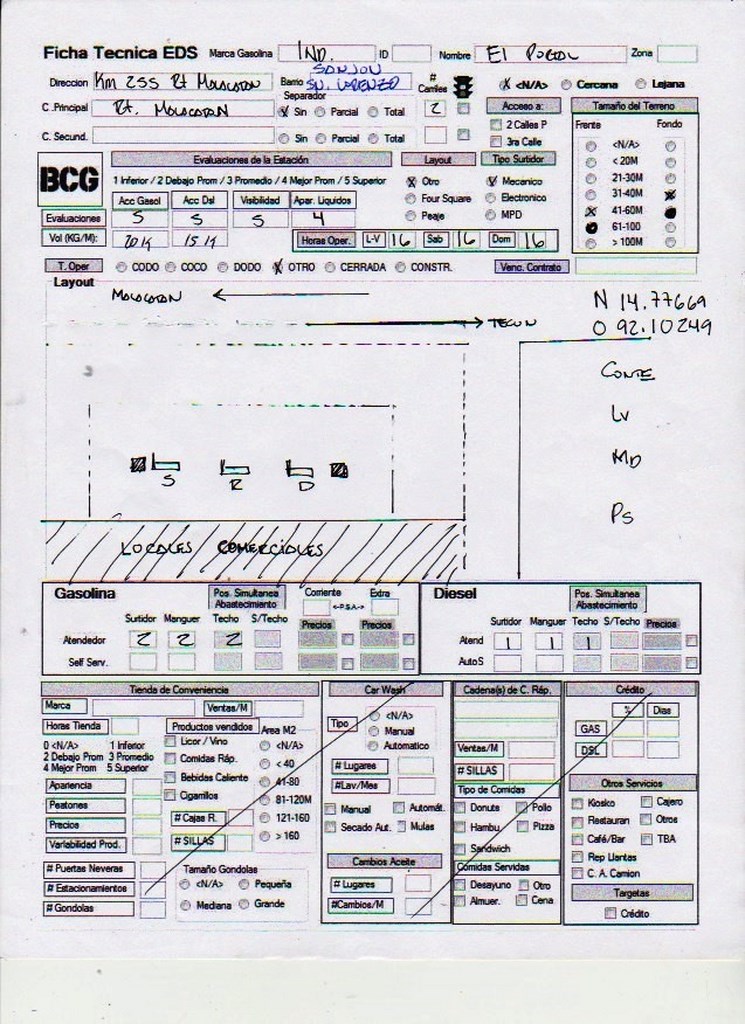 Ficha Tecnica EDS Marca Gasolina IND. ID Nombre El PORTAL Zona
Direccion Km 255 Rt MALACATAN Barrio SANJON SN. LORENZO # Carriles <N/A> Cercana Lejana
C .Principal Rt. MALACATAN Separador Sin Parcial Total 2 Acceso a: Tamaño del Terreno
2 Calles P Frente Fondo
C. Secund. Sin Parcial Total 3ra Calle <N/A>
BCG Evaluaciones de la Estación Layout Tipo Surtidor < 20M
1 Inferior / 2 Debajo Prom / 3 Promedio / 4 Mejor Prom / 5 Superior Otro Mecanico 21-30M
Acc Gasol Acc Dsl Visibilidad Apar. Liquidos Four Square Electronico 31-40M
Evaluaciones 5 5 5 4 Peaje MPD 41-60M
61-100
Vol (KG/M): 20 19 15 19 Horas Oper. L-V 16 Sab 16 Dom 16 > 100M
T. Oper CODO COCO DODO OTRO CERRADA CONSTR. Venc. Contrato
Layout
MALACATAN
N 14.77669
TECUN
O 92.10249
CONTE
LV
MD
S R D
PS
LOCALES COMERCIALES
Gasolina Pos. Simultanea Abastecimiento Corriente <-P.S.A.-> Extra Diesel Pos. Simultanea Abastecimiento
Surtidor Manguer Techo S/Techo Precios Precios Surtidor Manguer Techo S/Techo Precios
Atendedor 2 2 2 Atend 1 1 1
Self Serv. AutoS
Tienda de Conveniencia Car Wash Cadena(s) de C. Ráp. Crédito
Marca Ventas/M <N/A> % Dias
Horas Tienda Productos vendidos Area M2 Tipo Manual GAS
0 <N/A> 1 Inferior Licor / Vino <N/A> Automatico Ventas/M DSL
2 Debajo Prom 3 Promedio Comidas Ráp. < 40 # Lugares # SILLAS
4 Mejor Prom 5 Superior Bebidas Caliente 41-80 #Lav/Mes Tipo de Comidas Otros Servicios
Apariencia Cigarrillos 81-120M Manual Automát. Donuts Pollo Kiosko Cajero
Peatones # Cajas R. 121-160 Secado Aut. Mulas Hambu. Pizza Restauran Otros
Precios # SILLAS > 160 Sandwich Café/Bar TBA
Variabilidad Prod. Cambios Aceite Comidas Servidas Rep Llantas
# Puertas Neveras Tamaño Gondolas # Lugares Desayuno Otro C. A. Camion
# Estacionamientos <N/A> Pequeña #Cambios/M Almuer. Cena Targetas
# Gondolas Mediana Grande Crédito